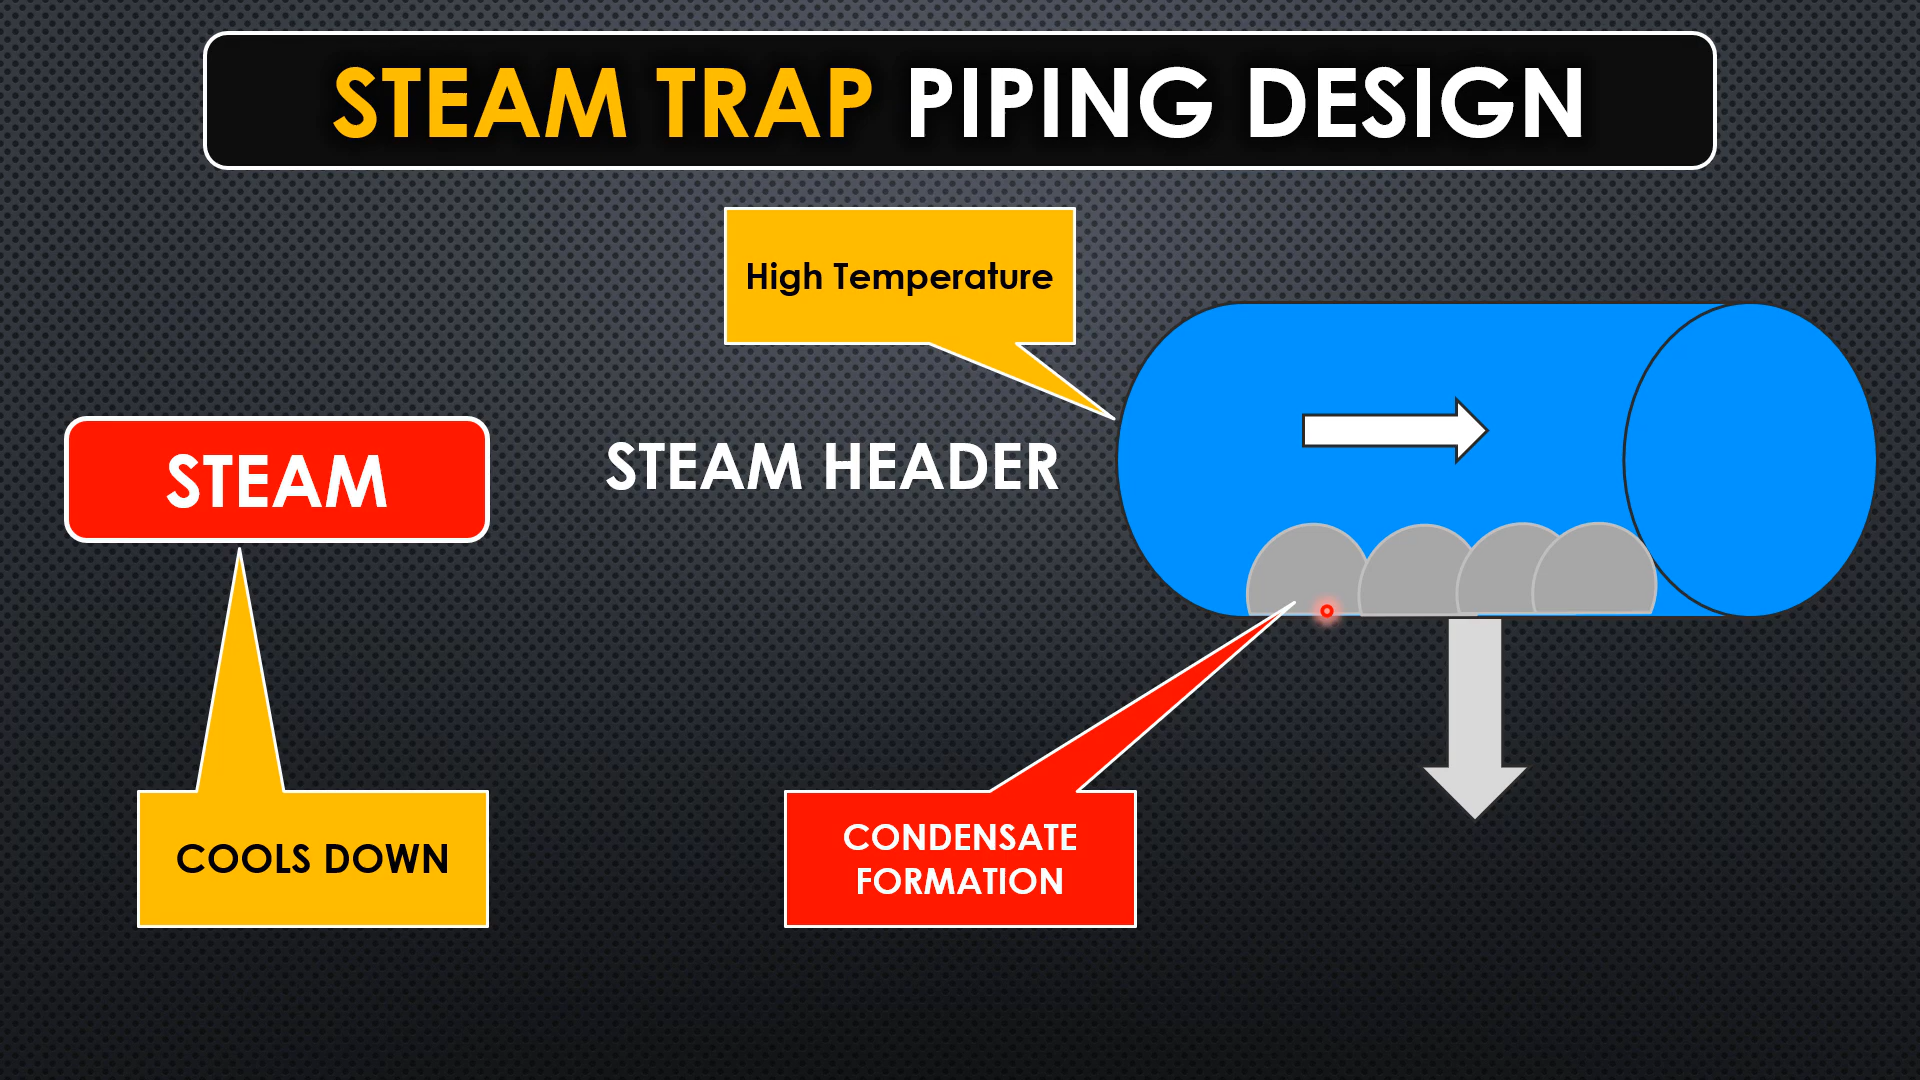 STEAM TRAP PIPING DESIGN
High Temperature
STEAM
STEAM HEADER
COOLS DOWN
CONDENSATE
FORMATION